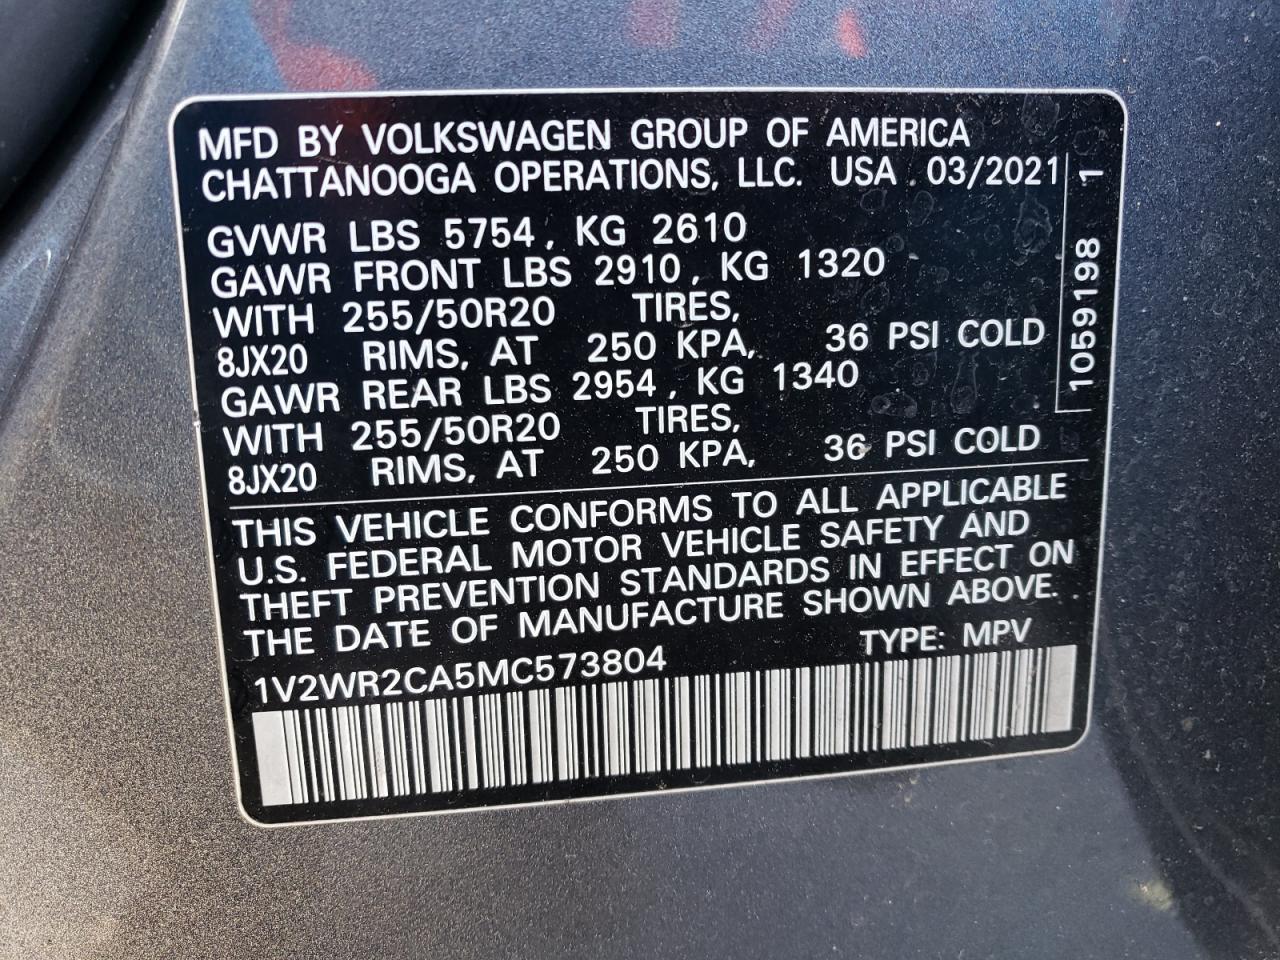 MFD BY VOLKSWAGEN GROUP OF AMERICA
CHATTANOOGA OPERATIONS, LLC. USA 03/2021
GVWR LBS 5754, KG 2610
GAWR FRONT LBS 2910, KG 1320
WITH 255/50R20 TIRES,
8JX20 RIMS, AT 250 KPA, 36 PSI COLD
GAWR REAR LBS 2954, KG 1340
WITH 255/50R20 TIRES,
8JX20 RIMS, AT 250 KPA, 36 PSI COLD
1059198 1
THIS VEHICLE CONFORMS TO ALL APPLICABLE
U.S. FEDERAL MOTOR VEHICLE SAFETY AND
THEFT PREVENTION STANDARDS IN EFFECT ON
THE DATE OF MANUFACTURE SHOWN ABOVE.
1V2WR2CA5MC573804 TYPE: MPV